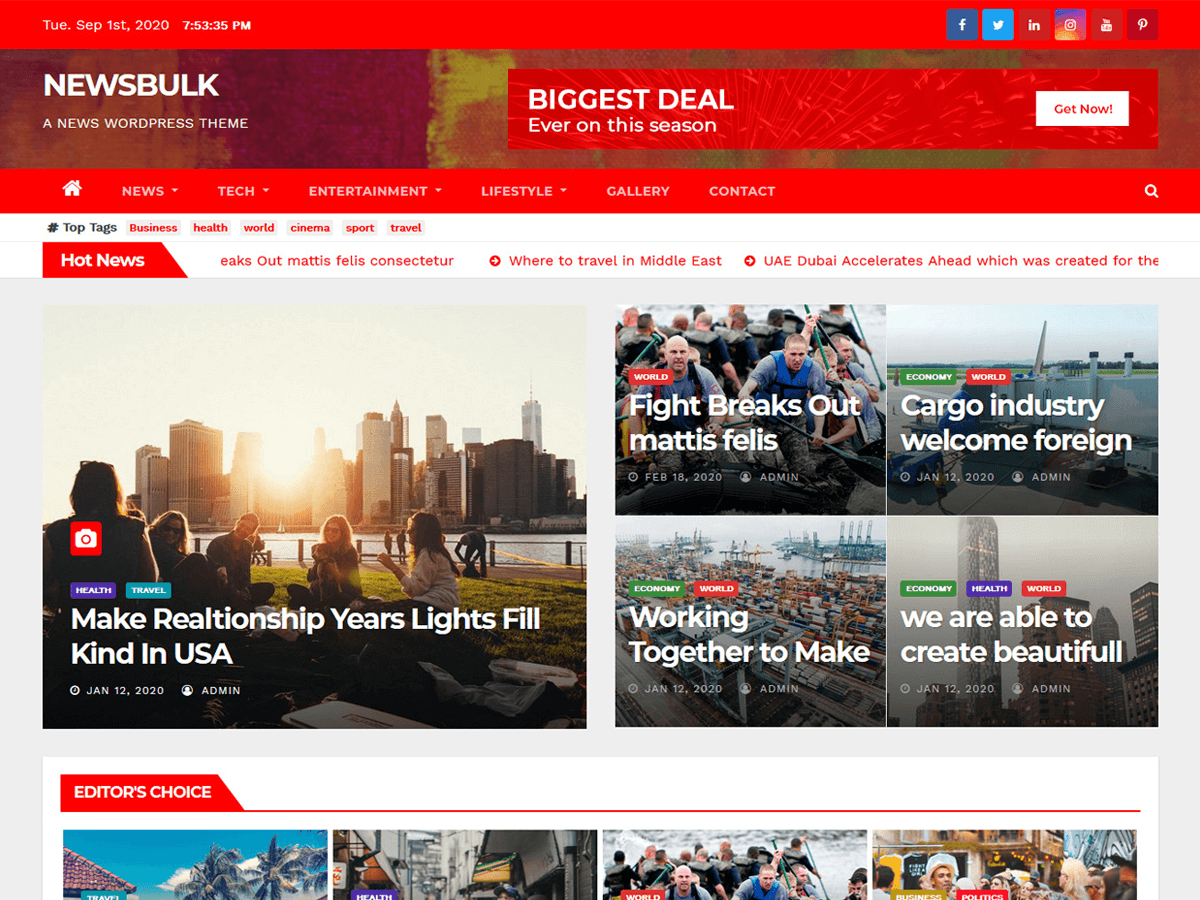 Tue. Sep 1st, 2020 7:53:35 PM
NEWSBULK
A NEWS WORDPRESS THEME
BIGGEST DEAL
Ever on this season
Get Now!
NEWS TECH ENTERTAINMENT LIFESTYLE GALLERY CONTACT
# Top Tags Business health world cinema sport travel
Hot News eaks Out mattis felis consectetur Where to travel in Middle East UAE Dubai Accelerates Ahead which was created for the
HEALTH TRAVEL
Make Realtionship Years Lights Fill
Kind In USA
JAN 12, 2020 ADMIN
WORLD
Fight Breaks Out
mattis felis
FEB 18, 2020 ADMIN
ECONOMY WORLD
Cargo industry
welcome foreign
JAN 12, 2020 ADMIN
ECONOMY WORLD
Working
Together to Make
JAN 12, 2020 ADMIN
ECONOMY HEALTH WORLD
we are able to
create beautifull
JAN 12, 2020 ADMIN
EDITOR'S CHOICE
TRAVEL
HEALTH
WORLD
BUSINESS POLITICS